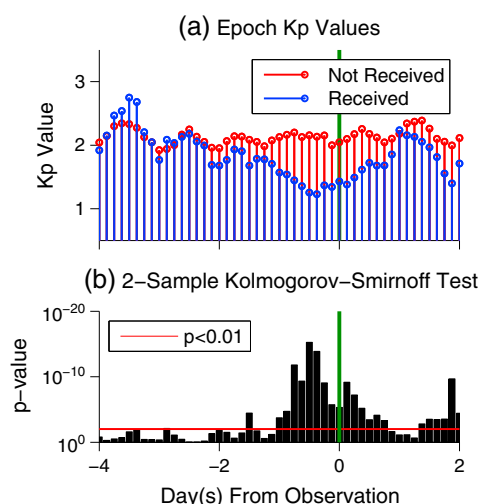 (a) Epoch Kp Values
Kp Value
3
2
1
Not Received
Received
(b) 2-Sample Kolmogorov-Smirnoff Test
p-value
10^-20
10^-10
10^0
p<0.01
-4
-2
0
2
Day(s) From Observation